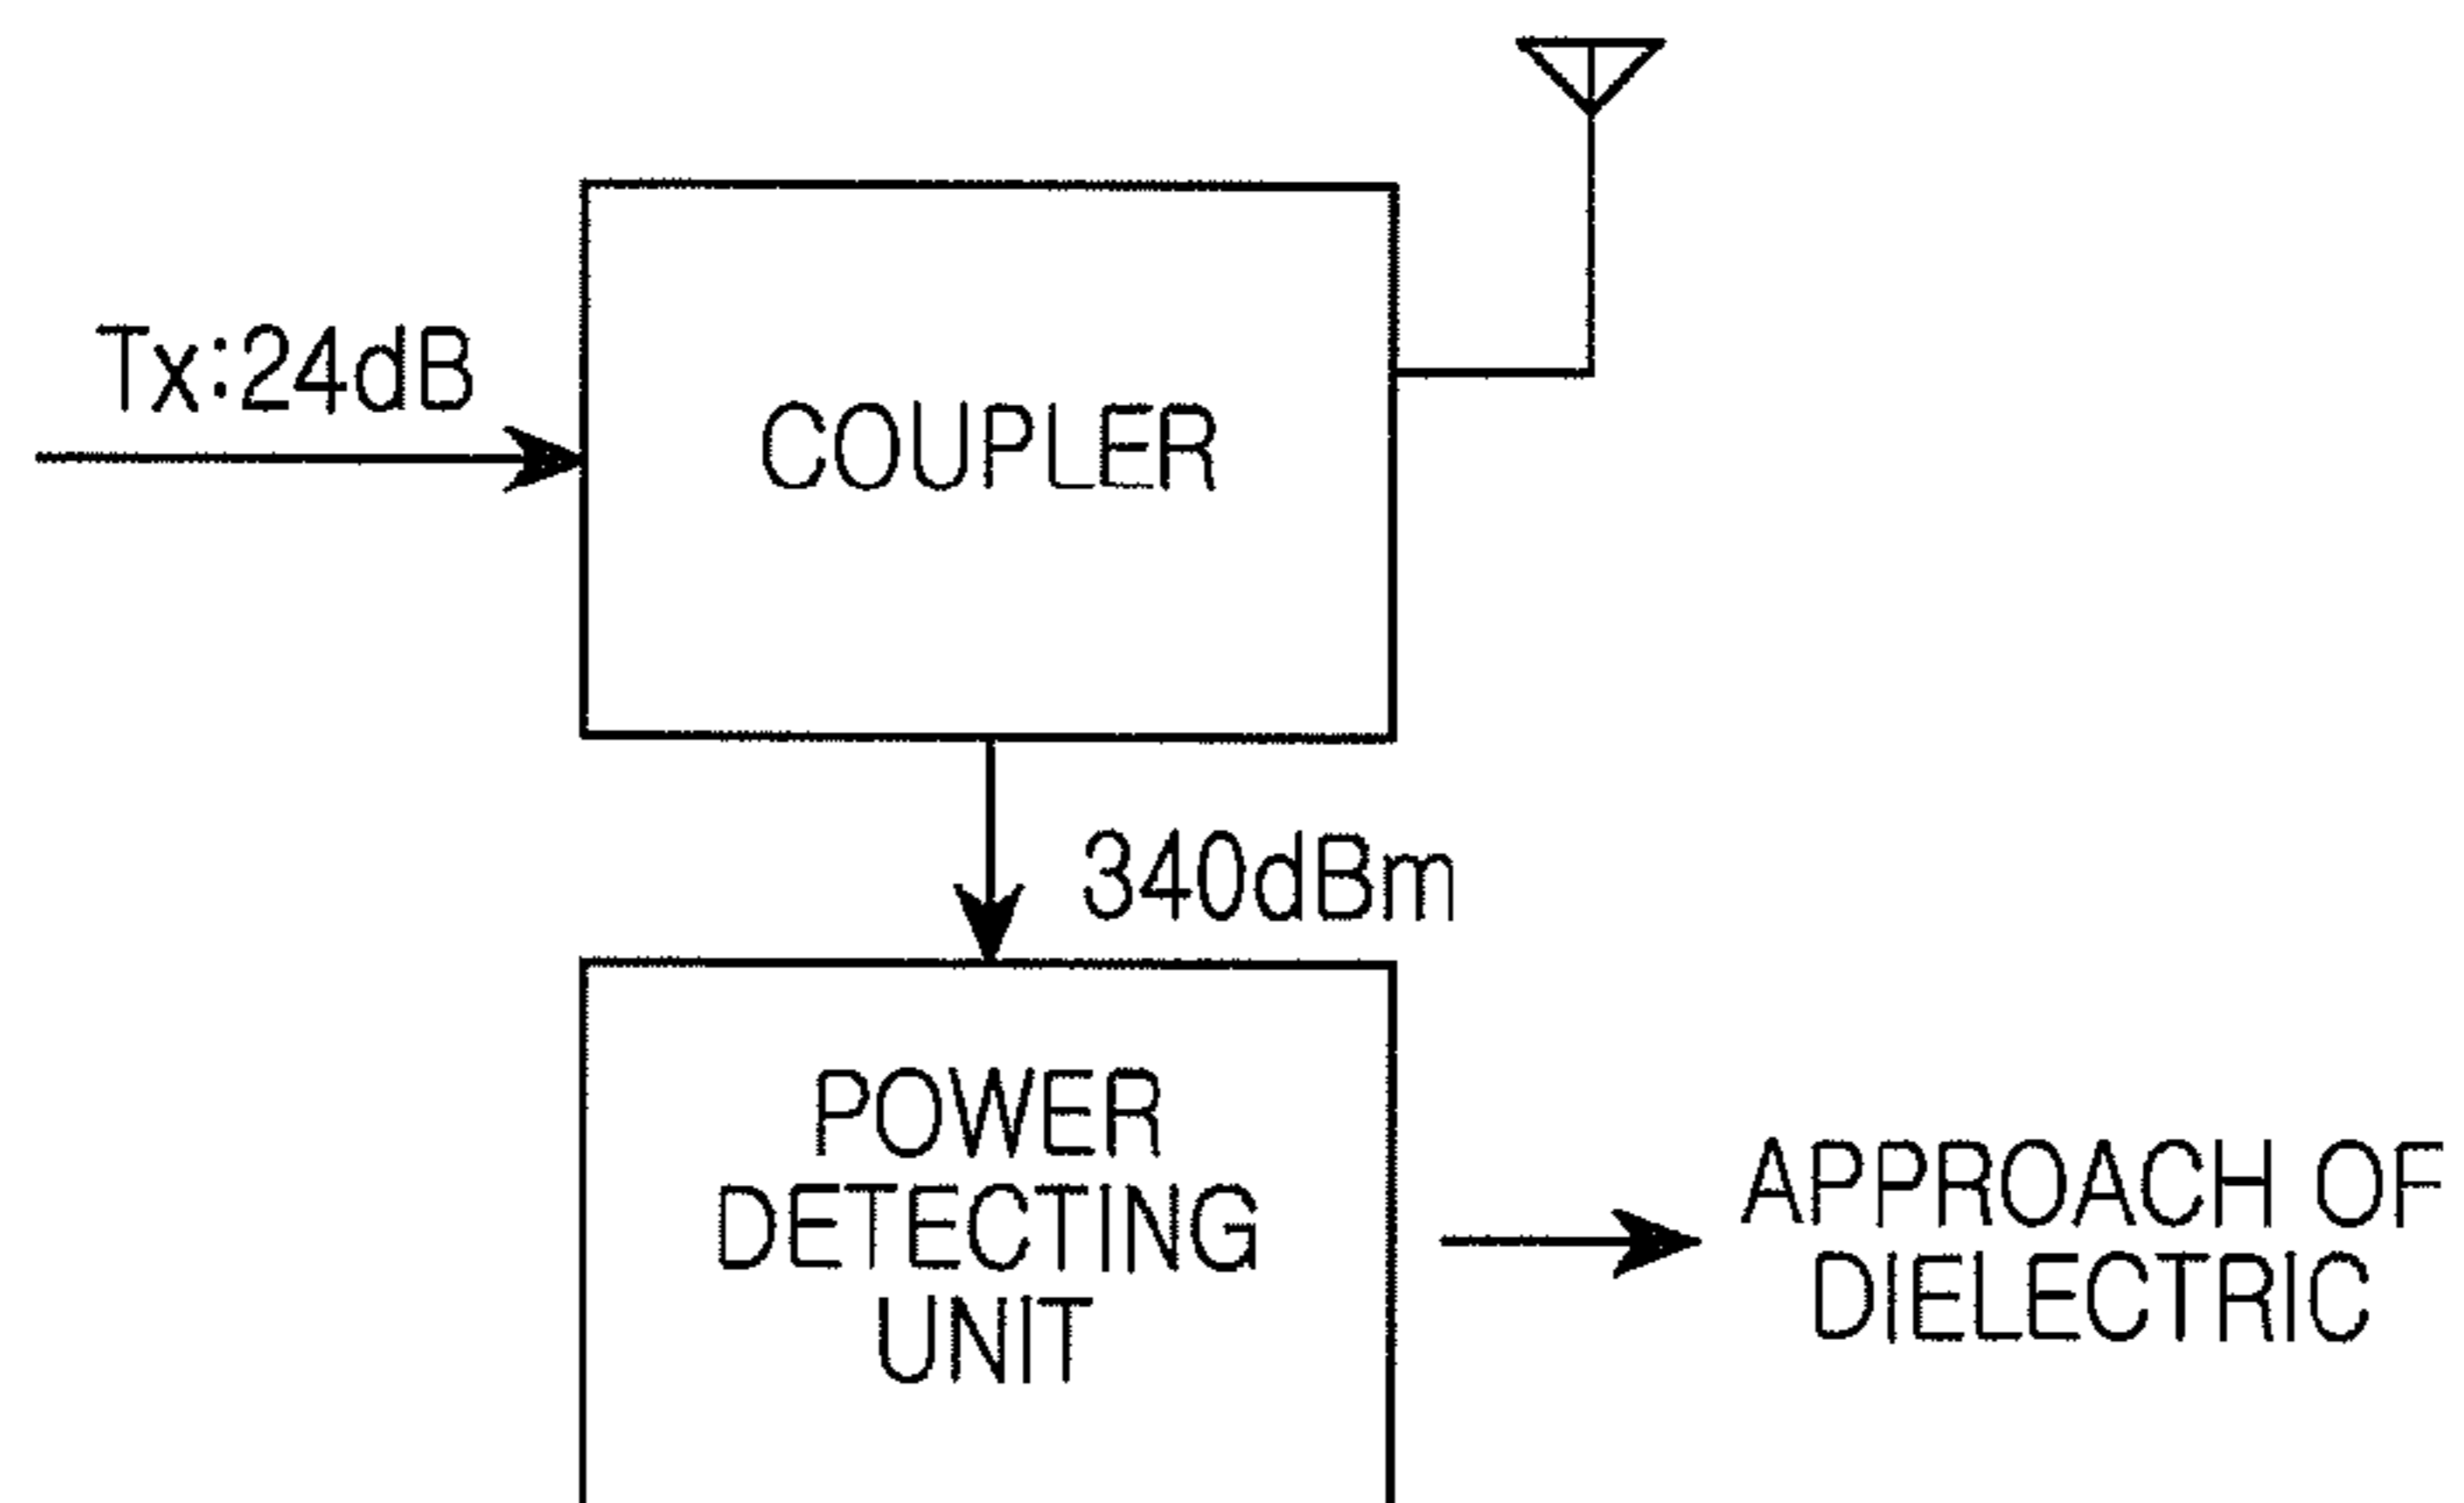 Tx:24dB
COUPLER
340dBm
POWER
DETECTING
UNIT
APPROACH OF
DIELECTRIC